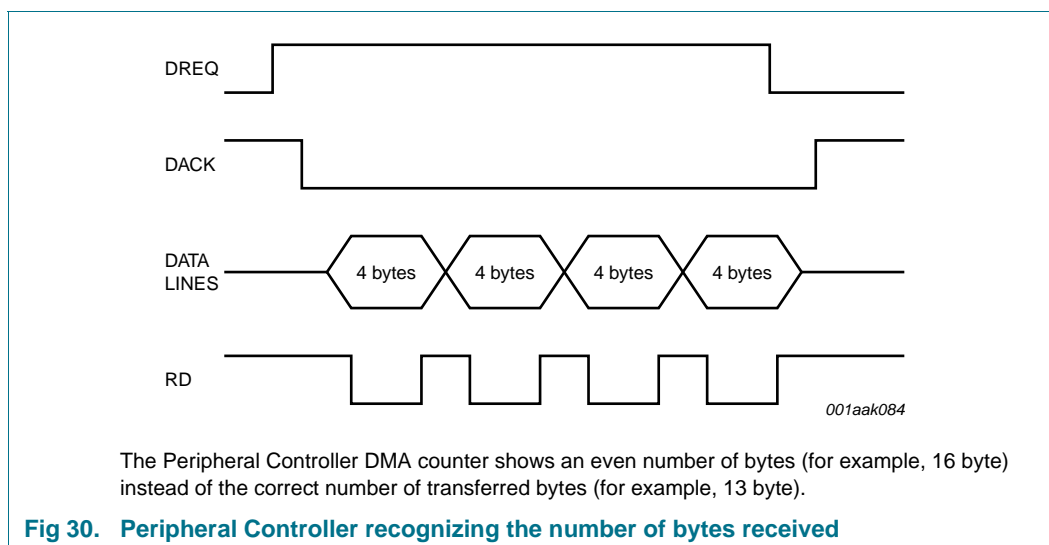 DREQ
DACK
DATA
LINES
4 bytes 4 bytes 4 bytes 4 bytes
RD
001aak084
The Peripheral Controller DMA counter shows an even number of bytes (for example, 16 byte)
instead of the correct number of transferred bytes (for example, 13 byte).
Fig 30. Peripheral Controller recognizing the number of bytes received